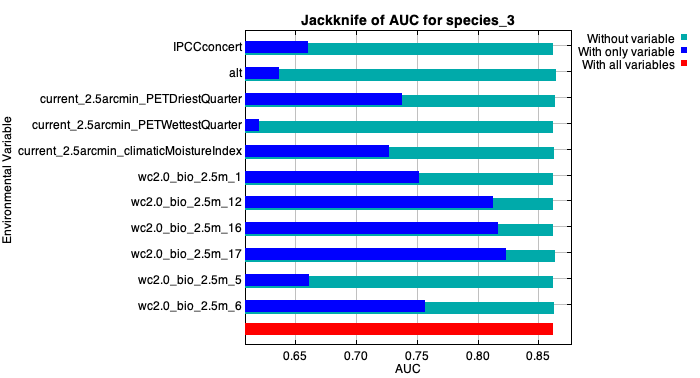 Jackknife of AUC for species_3
Without variable
With only variable
With all variables
Environmental Variable
IPCCconcert
alt
current_2.5arcmin_PETDriestQuarter
current_2.5arcmin_PETWettestQuarter
current_2.5arcmin_climaticMoistureIndex
wc2.0_bio_2.5m_1
wc2.0_bio_2.5m_12
wc2.0_bio_2.5m_16
wc2.0_bio_2.5m_17
wc2.0_bio_2.5m_5
wc2.0_bio_2.5m_6
0.65 0.70 0.75 0.80 0.85
AUC